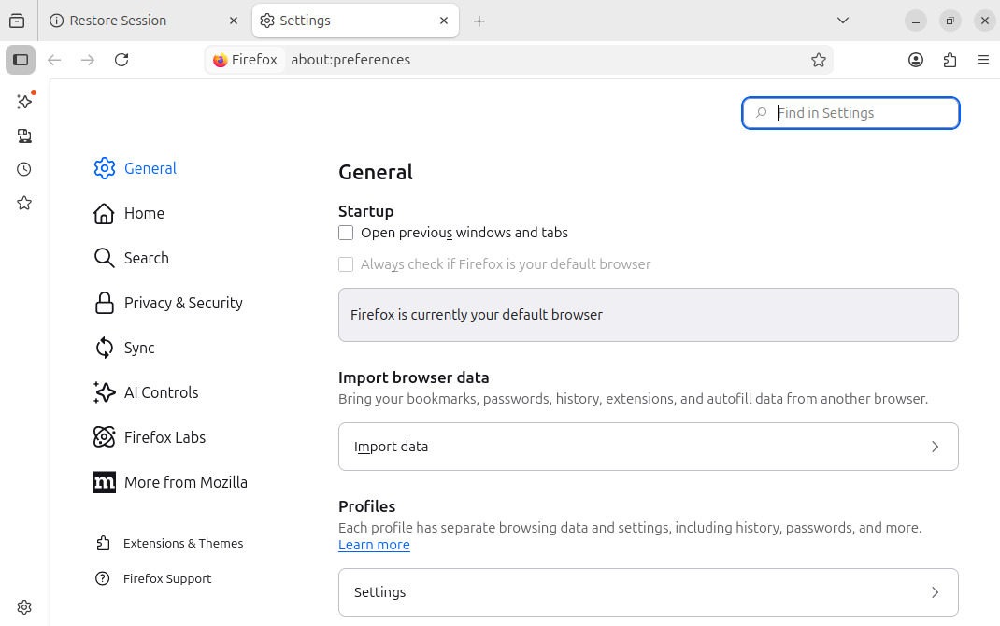 Restore Session
Settings
Firefox
about:preferences
Find in Settings
General
Home
Search
Privacy & Security
Sync
AI Controls
Firefox Labs
More from Mozilla
Extensions & Themes
Firefox Support
General
Startup
Open previous windows and tabs
Always check if Firefox is your default browser
Firefox is currently your default browser
Import browser data
Bring your bookmarks, passwords, history, extensions, and autofill data from another browser.
Import data
Profiles
Each profile has separate browsing data and settings, including history, passwords, and more.
Learn more
Settings